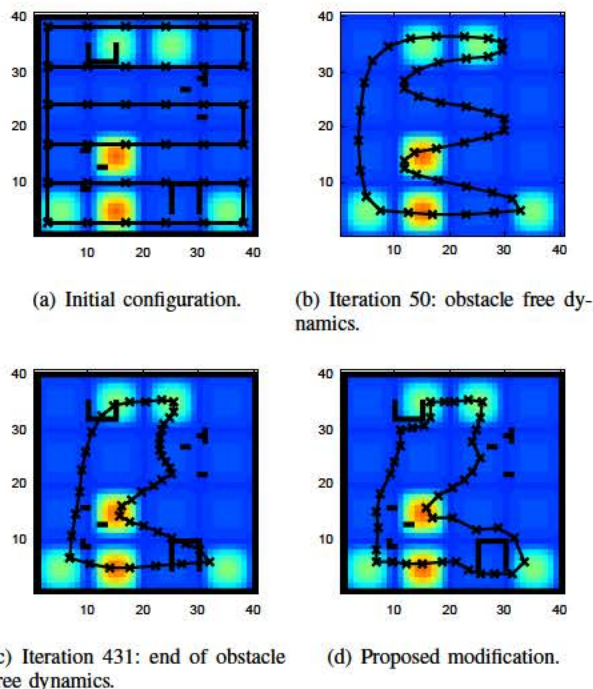 40
30
20
10
10 20 30 40
40
30
20
10
10 20 30 40
(a) Initial configuration.
(b) Iteration 50: obstacle free dy-
namics.
40
30
20
10
10 20 30 40
40
30
20
10
10 20 30 40
c) Iteration 431: end of obstacle
ree dynamics.
(d) Proposed modification.